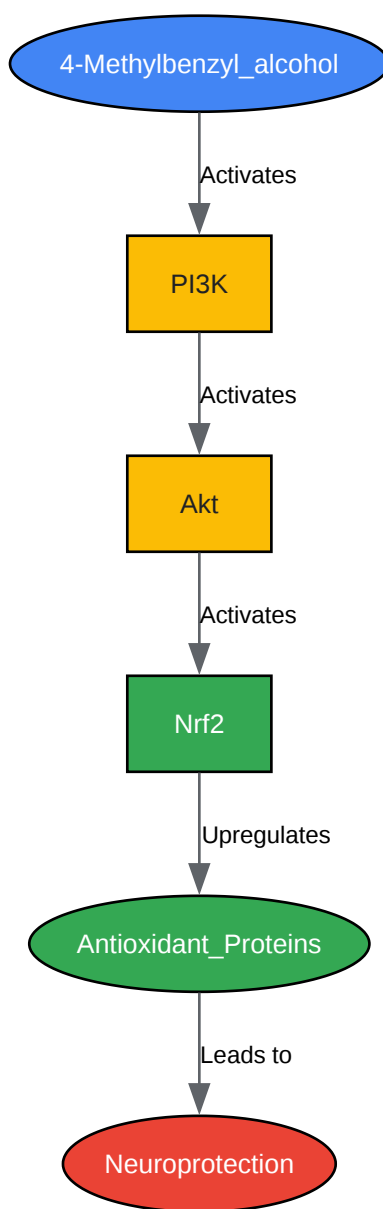 4-Methylbenzyl_alcohol
Activates
PI3K
Activates
Akt
Activates
Nrf2
Upregulates
Antioxidant_Proteins
Leads to
Neuroprotection